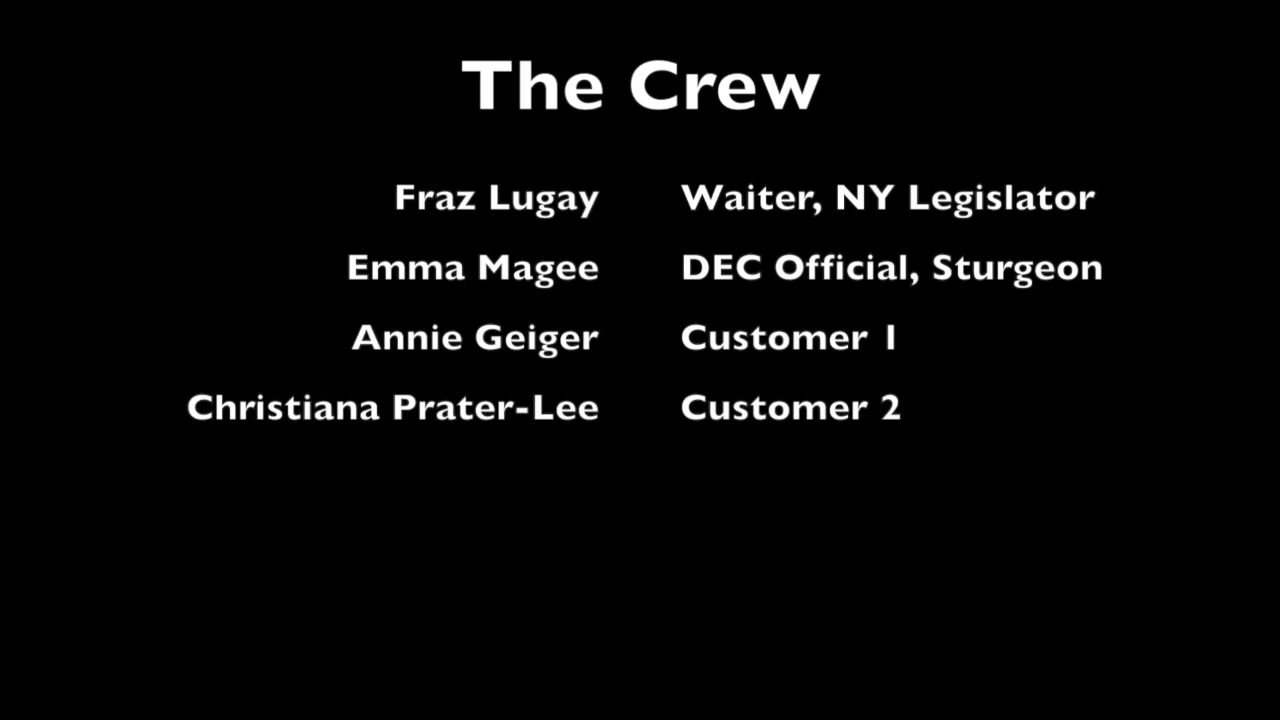 The Crew
Fraz Lugay Waiter, NY Legislator
Emma Magee DEC Official, Sturgeon
Annie Geiger Customer 1
Christiana Prater-Lee Customer 2